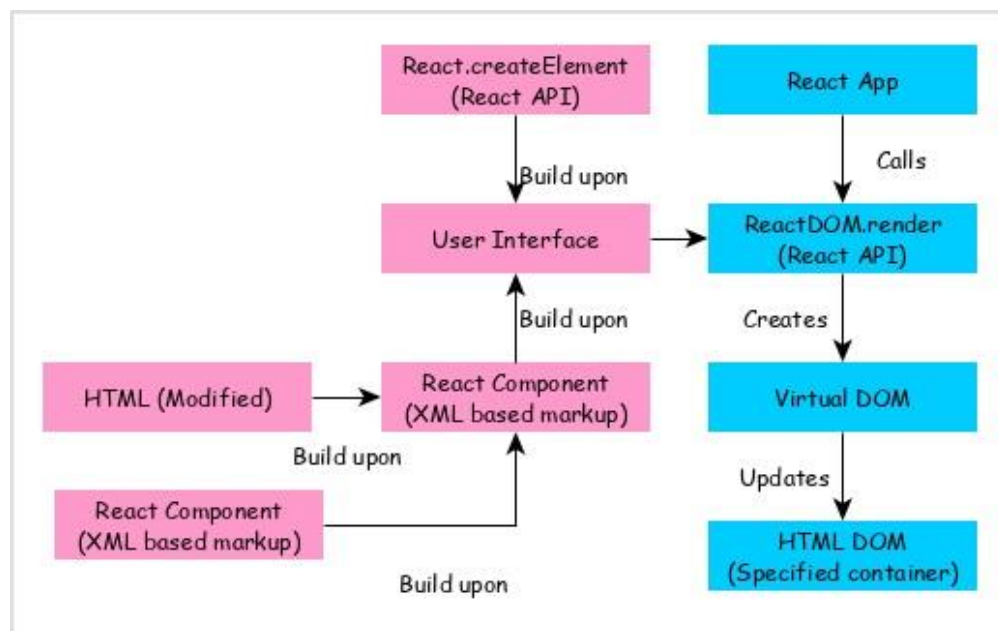 React.createElement
(React API)
React App
Build upon
Calls
User Interface
ReactDOM.render
(React API)
Build upon
Creates
HTML (Modified)
React Component
(XML based markup)
Virtual DOM
Build upon
Updates
React Component
(XML based markup)
HTML DOM
(Specified container)
Build upon